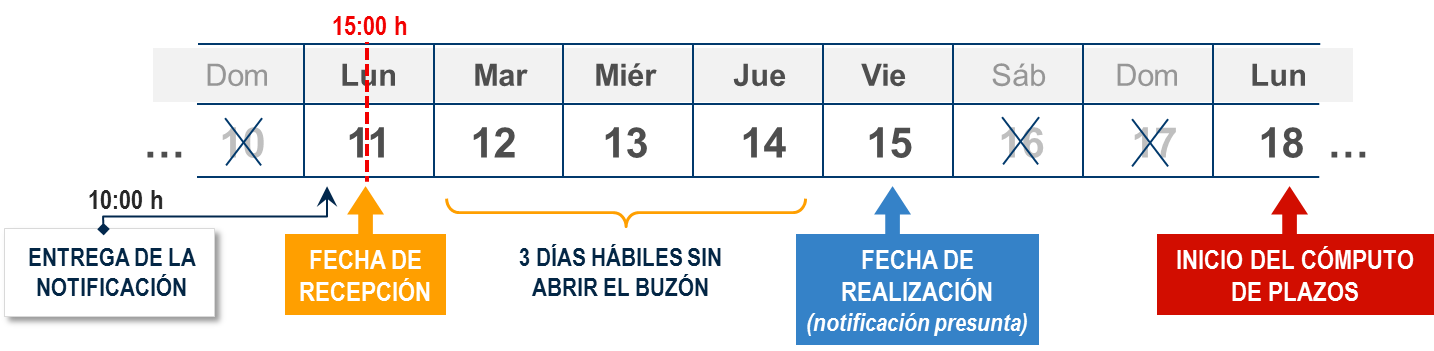 15:00 h
Dom Lun Mar Miér Jue Vie Sáb Dom Lun
... 10 11 12 13 14 15 16 17 18 ...
10:00 h
ENTREGA DE LA
NOTIFICACIÓN
FECHA DE
RECEPCIÓN
3 DÍAS HÁBILES SIN
ABRIR EL BUZÓN
FECHA DE
REALIZACIÓN
(notificación presunta)
INICIO DEL CÓMPUTO
DE PLAZOS